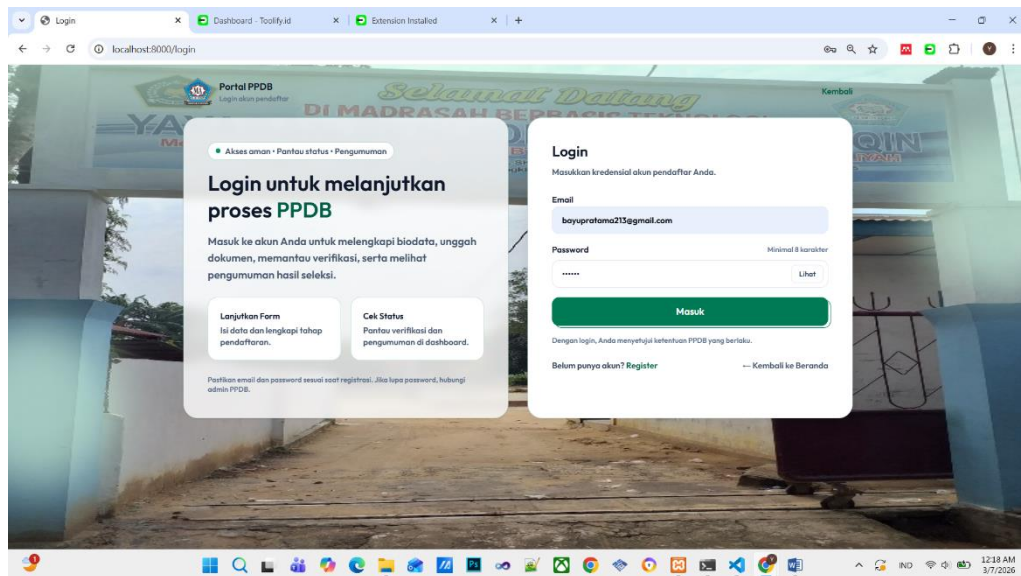 Login
Dashboard - Toolify.id
Extension Installed
localhost:8000/login
Portal PPDB
Login akun pendaftar
Kembali
Selamat Datang
DI MADRASAH BERBASIS TEKNOLOGI
• Akses aman • Pantau status • Pengumuman
Login untuk melanjutkan
proses PPDB
Masuk ke akun Anda untuk melengkapi biodata, unggah
dokumen, memantau verifikasi, serta melihat
pengumuman hasil seleksi.
Lanjutkan Form
Isi data dan lengkapi tahap
pendaftaran.
Cek Status
Pantau verifikasi dan
pengumuman di dashboard.
Pastikan email dan password sesuai saat registrasi. Jika lupa password, hubungi
admin PPDB.
Login
Masukkan kredensial akun pendaftar Anda.
Email
bayupratama213@gmail.com
Password
Minimal 8 karakter
••••••
Lihat
Masuk
Dengan login, Anda menyetujui ketentuan PPDB yang berlaku.
Belum punya akun? Register
← Kembali ke Beranda
IND
12:18 AM
3/7/2026